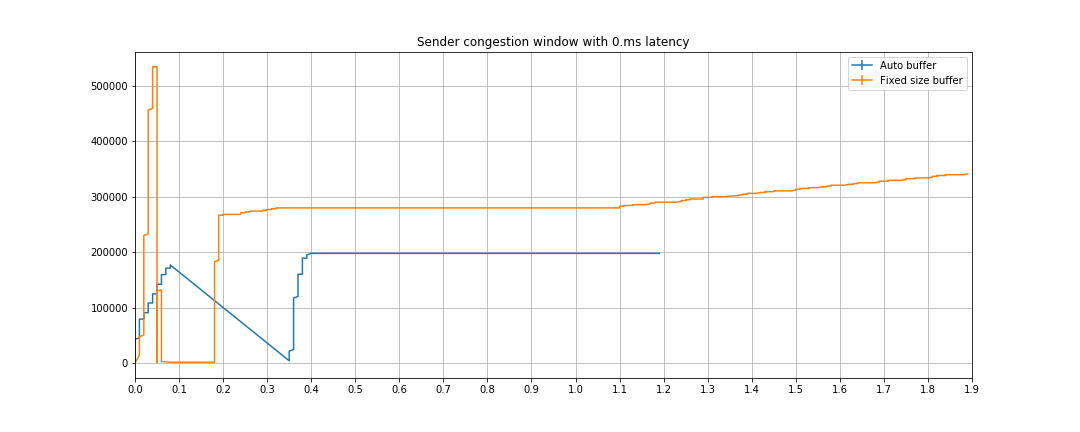 Sender congestion window with 0.ms latency
Auto buffer
Fixed size buffer
500000
400000
300000
200000
100000
0
0.0 0.1 0.2 0.3 0.4 0.5 0.6 0.7 0.8 0.9 1.0 1.1 1.2 1.3 1.4 1.5 1.6 1.7 1.8 1.9